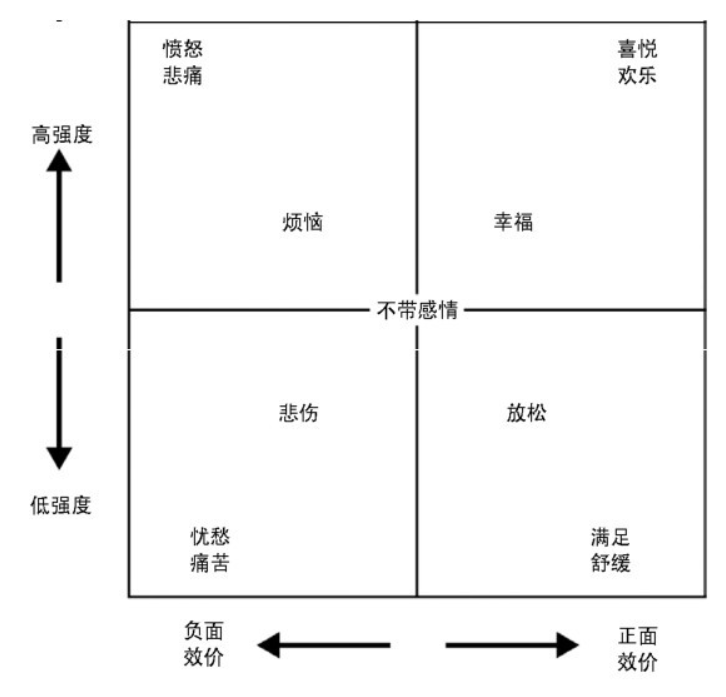 愤怒
悲痛
喜悦
欢乐
高强度
烦恼
幸福
不带感情
悲伤
放松
低强度
忧愁
痛苦
满足
舒缓
负面
效价
正面
效价